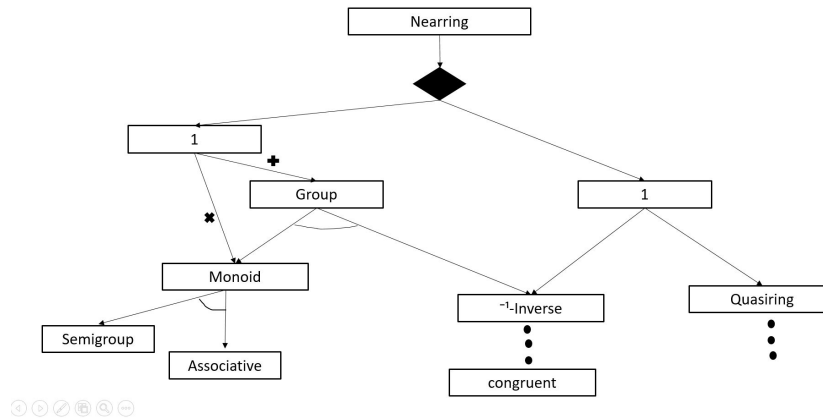 Nearring
1
Group
1
Monoid
⁻¹-Inverse
Quasiring
Semigroup
Associative
congruent